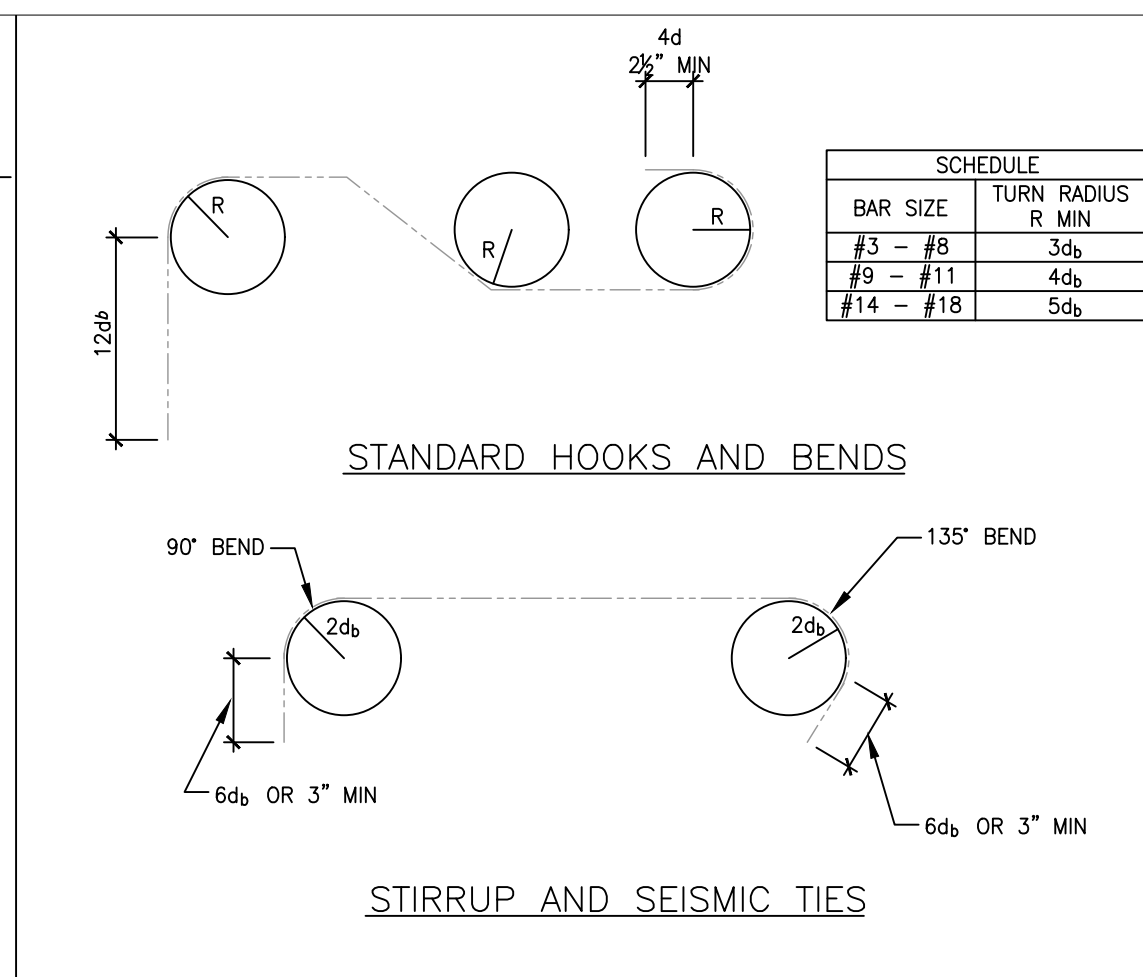 4d
2½" MIN
R
R
R
12db
SCHEDULE
BAR SIZE
TURN RADIUS
R MIN
#3 - #8
3db
#9 - #11
4db
#14 - #18
5db
STANDARD HOOKS AND BENDS
90° BEND
135° BEND
2db
2db
6db OR 3" MIN
6db OR 3" MIN
STIRRUP AND SEISMIC TIES